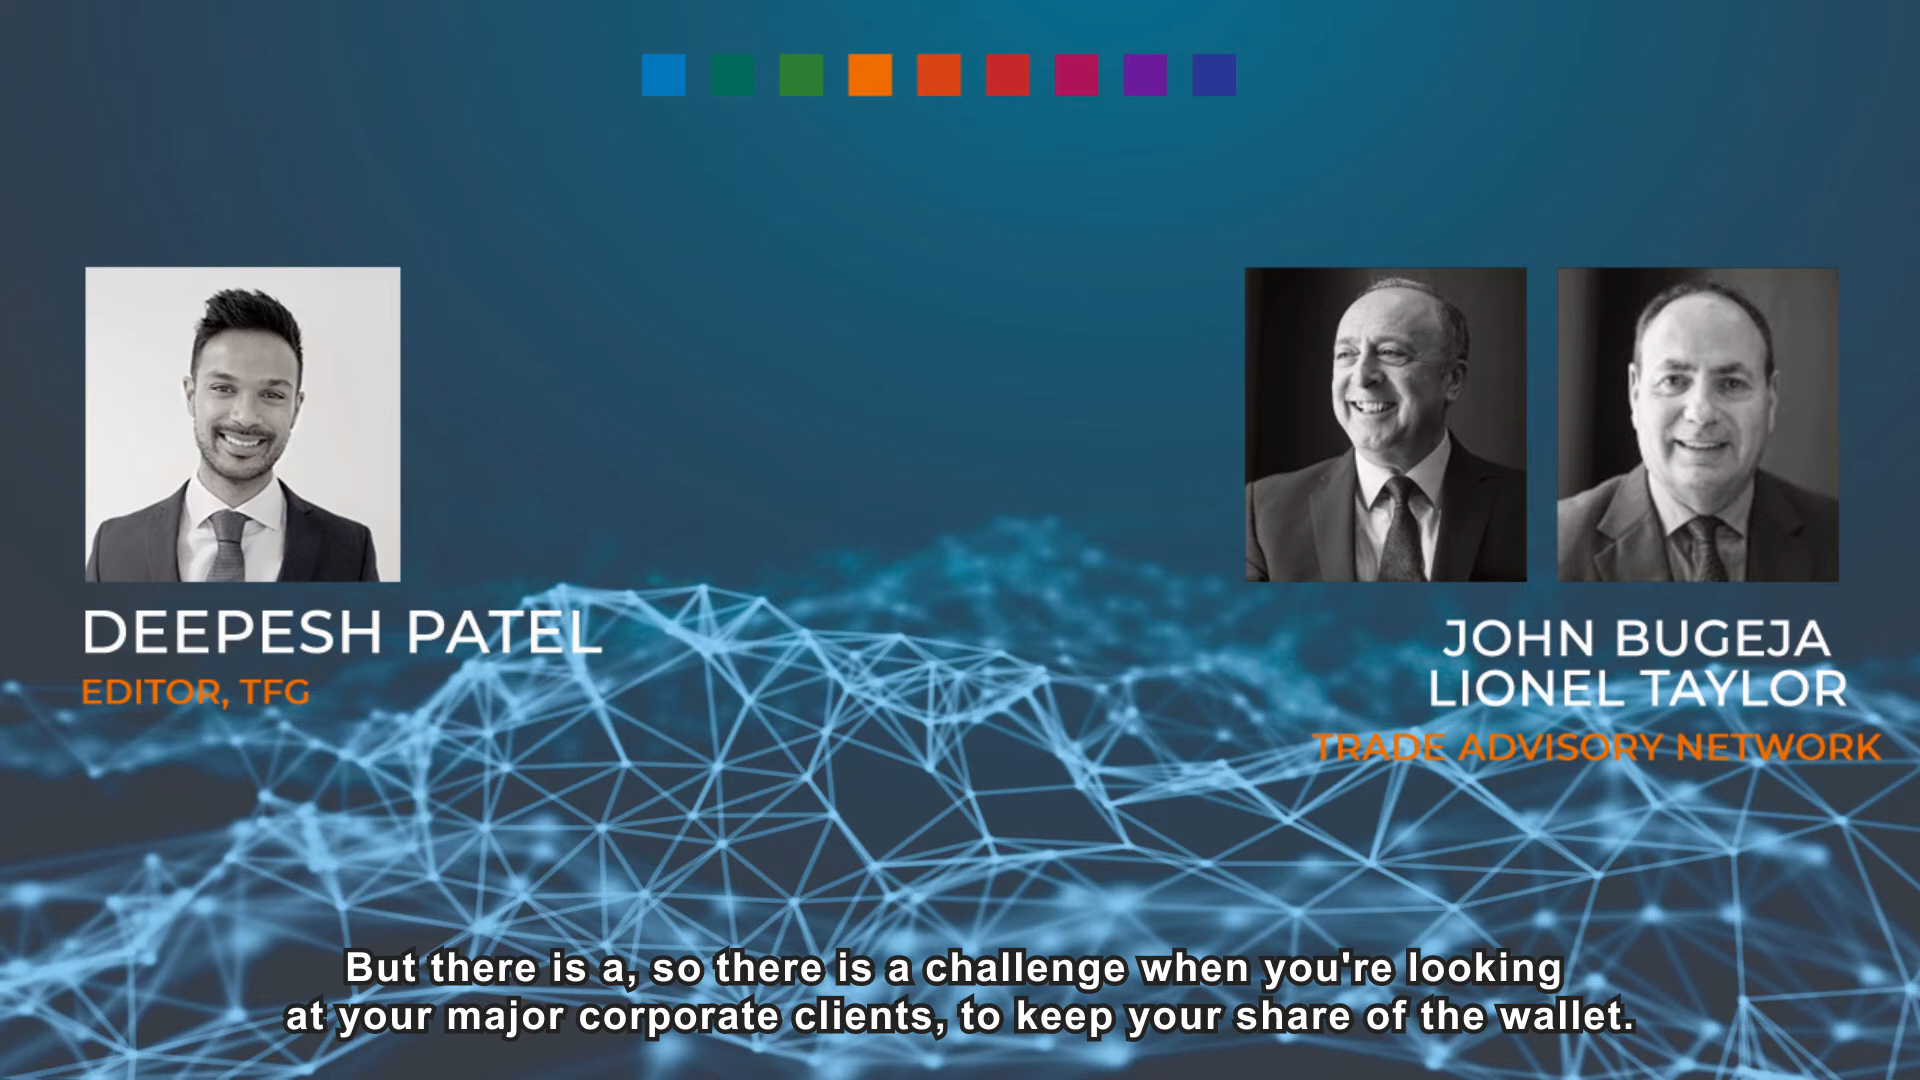 DEEPESH PATEL
EDITOR, TFG
JOHN BUGEJA
LIONEL TAYLOR
TRADE ADVISORY NETWORK
But there is a, so there is a challenge when you're looking
at your major corporate clients, to keep your share of the wallet.